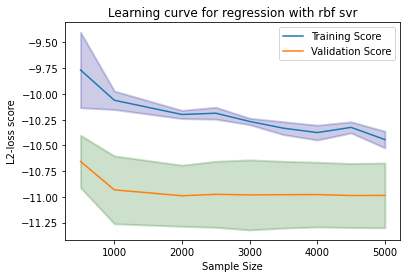 Learning curve for regression with rbf svr
Training Score
Validation Score
L2-loss score
−9.50
−9.75
−10.00
−10.25
−10.50
−10.75
−11.00
−11.25
1000 2000 3000 4000 5000
Sample Size